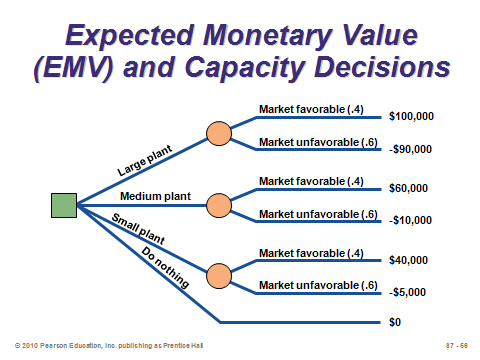 Expected Monetary Value
(EMV) and Capacity Decisions
Market favorable (.4)
$100,000
Market unfavorable (.6)
-$90,000
Large plant
Market favorable (.4)
$60,000
Medium plant
Market unfavorable (.6)
-$10,000
Small plant
Market favorable (.4)
$40,000
Do nothing
Market unfavorable (.6)
-$5,000
$0
© 2010 Pearson Education, Inc. publishing as Prentice Hall
S7 - 56